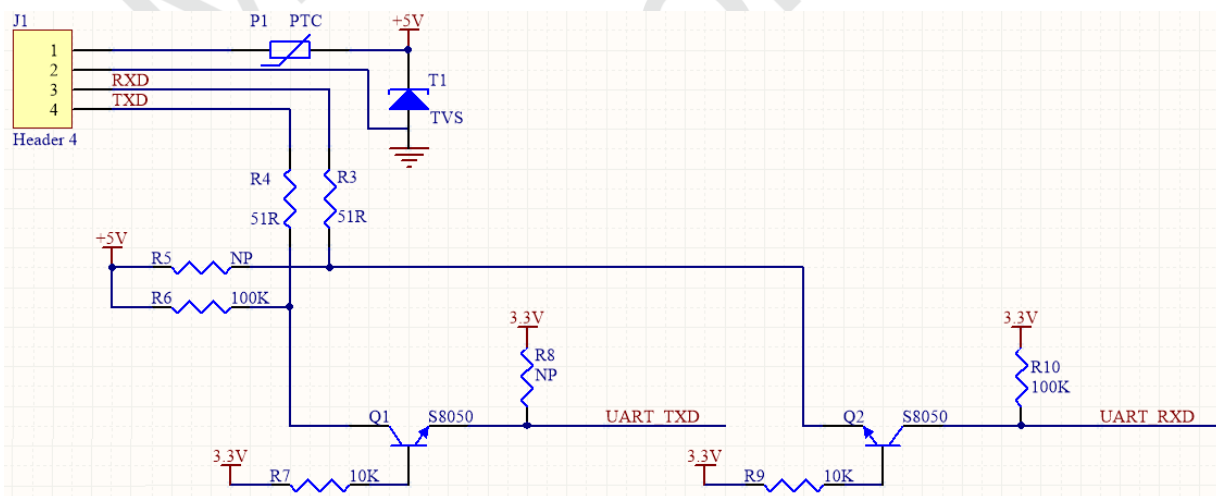 J1
P1 PTC
+5V
1
2
RXD
3
TXD
4
T1
TVS
Header 4
R4
R3
51R
51R
+5V
R5
NP
R6
100K
3.3V
3.3V
R8
NP
R10
100K
Q1
S8050
UART_TXD
Q2
S8050
UART_RXD
3.3V
R7
10K
3.3V
R9
10K